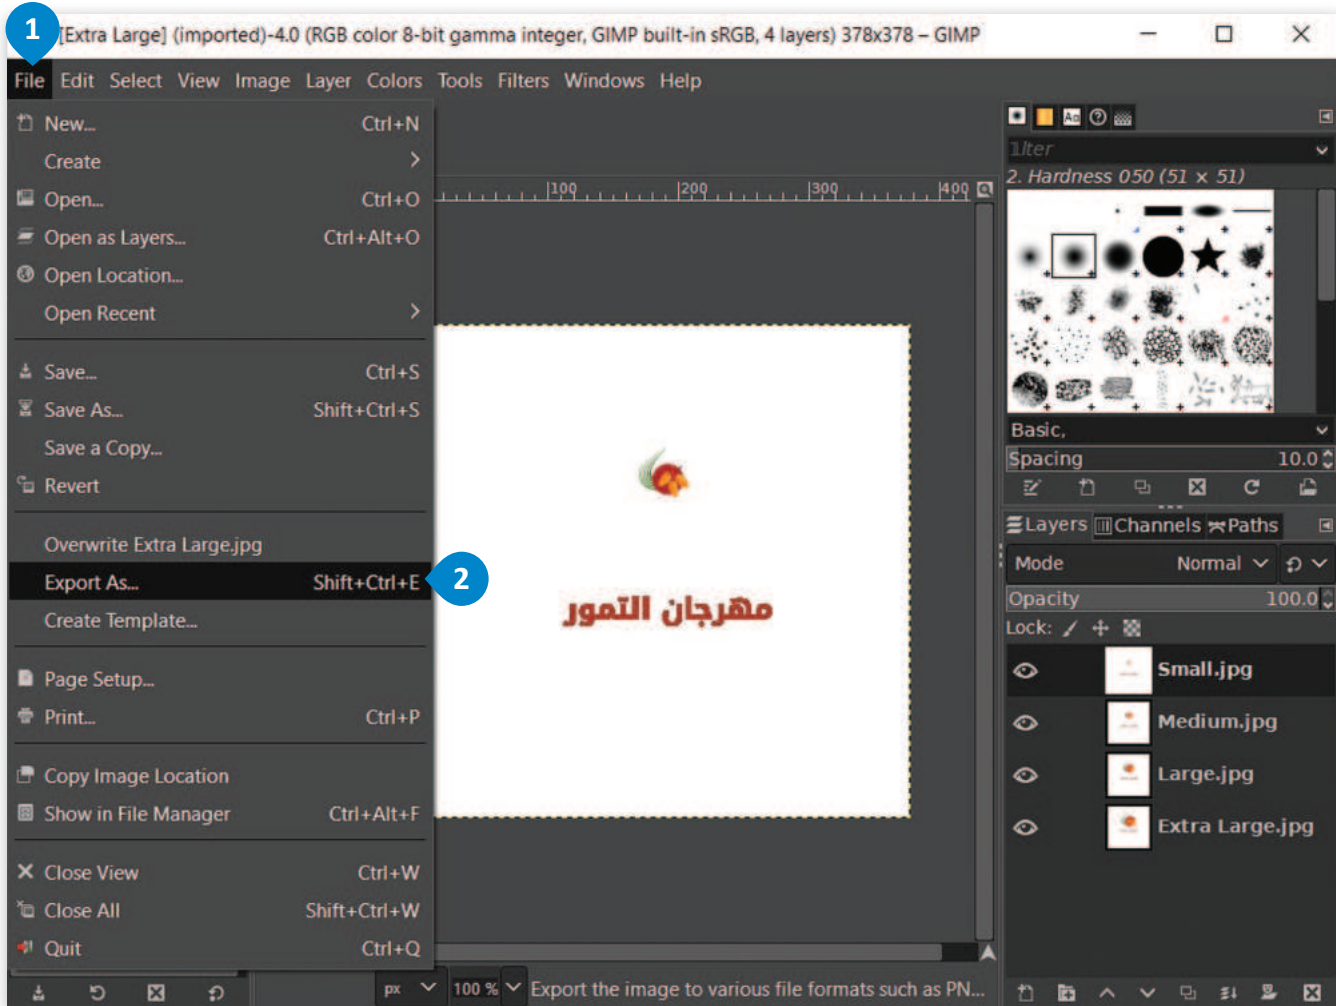 1
[Extra Large] (imported)-4.0 (RGB color 8-bit gamma integer, GIMP built-in sRGB, 4 layers) 378x378 – GIMP
File Edit Select View Image Layer Colors Tools Filters Windows Help
New... Ctrl+N
Create
Open... Ctrl+O
Open as Layers... Ctrl+Alt+O
Open Location...
Open Recent
Save... Ctrl+S
Save As... Shift+Ctrl+S
Save a Copy...
Revert
Overwrite Extra Large.jpg
Export As... Shift+Ctrl+E
2
Create Template...
Page Setup...
Print... Ctrl+P
Copy Image Location
Show in File Manager Ctrl+Alt+F
Close View Ctrl+W
Close All Shift+Ctrl+W
Quit Ctrl+Q
100 200 300 400
مهرجان التمور
px 100 % Export the image to various file formats such as PN...
Aa
lter
2. Hardness 050 (51 × 51)
Basic,
Spacing 10.0
Layers Channels Paths
Mode Normal
Opacity 100.0
Lock:
Small.jpg
Medium.jpg
Large.jpg
Extra Large.jpg